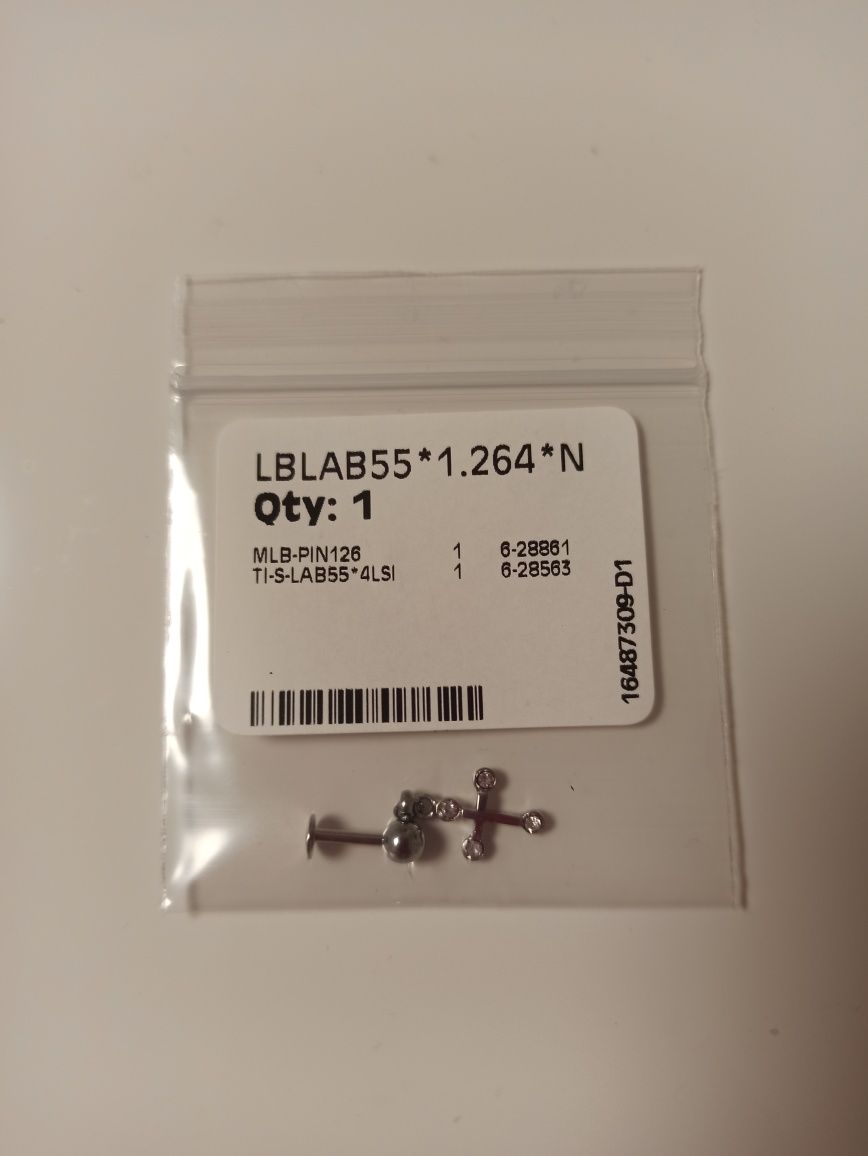 LBLAB55*1.264*N
Qty: 1
MLB-PIN126 1 6-28861
TI-S-LAB55*4LSI 1 6-28563
16487309-D1